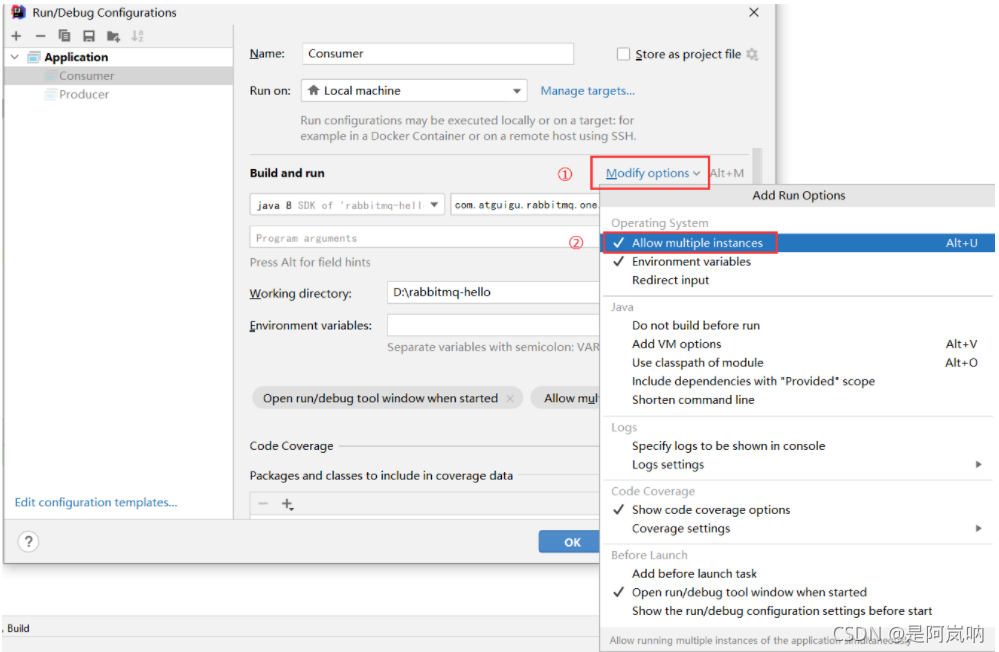 Run/Debug Configurations
Application
Consumer
Producer
Edit configuration templates...
Name:
Consumer
Store as project file
Run on:
Local machine
Manage targets...
Run configurations may be executed locally or on a target: for
example in a Docker Container or on a remote host using SSH.
Build and run
①
Modify options
Alt+M
java 8 SDK of 'rabbitmq-hell
com.atguigu.rabbitmq.one.
Program arguments
②
Press Alt for field hints
Working directory:
D:\rabbitmq-hello
Environment variables:
Separate variables with semicolon: VAR
Open run/debug tool window when started
Allow mul
Code Coverage
Packages and classes to include in coverage data
OK
Add Run Options
Operating System
Allow multiple instances Alt+U
Environment variables
Redirect input
Java
Do not build before run
Add VM options Alt+V
Use classpath of module Alt+O
Include dependencies with "Provided" scope
Shorten command line
Logs
Specify logs to be shown in console
Logs settings
Code Coverage
Show code coverage options
Coverage settings
Before Launch
Add before launch task
Open run/debug tool window when started
Show the run/debug configuration settings before start
Allow running multiple instances of the application simultaneously
, Build
CSDN @是阿岚呐